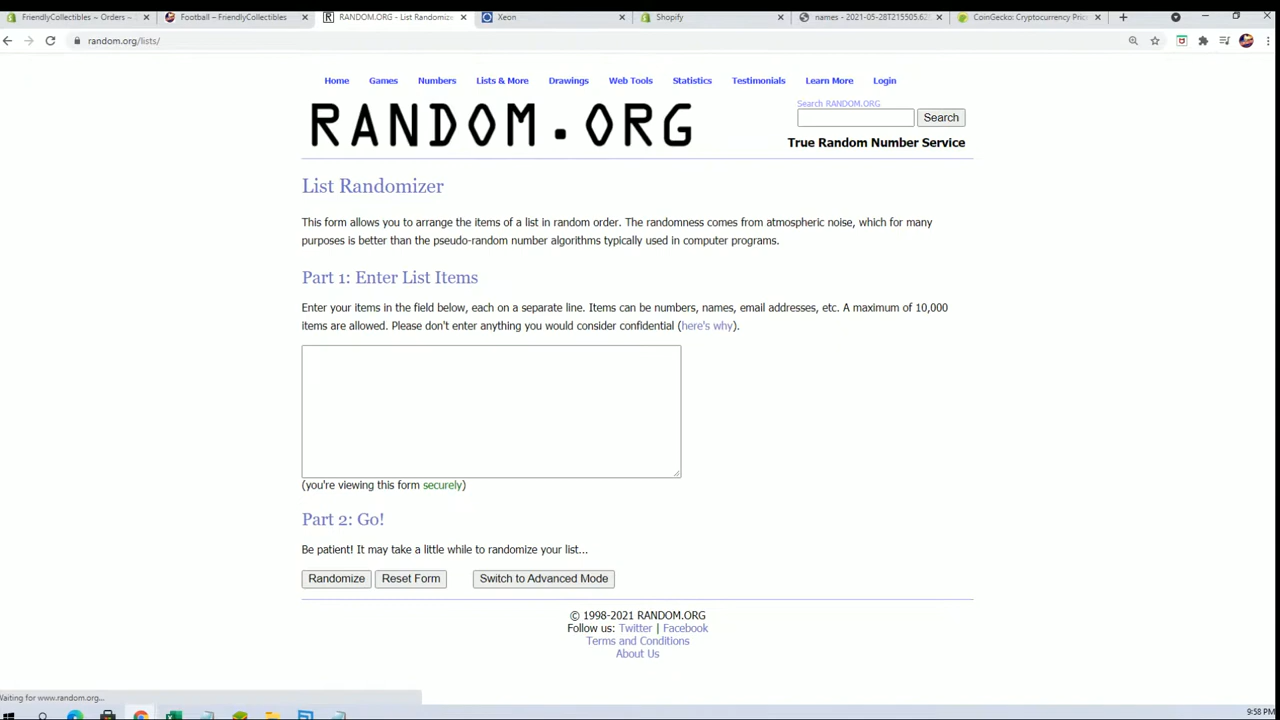 FriendlyCollectibles ~ Orders ~
Football – FriendlyCollectibles
RANDOM.ORG - List Randomizer
Xeon
Shopify
names - 2021-05-28T215505.62
CoinGecko: Cryptocurrency Pric
random.org/lists/
Home Games Numbers Lists & More Drawings Web Tools Statistics Testimonials Learn More Login
RANDOM.ORG
Search RANDOM.ORG
Search
True Random Number Service
List Randomizer
This form allows you to arrange the items of a list in random order. The randomness comes from atmospheric noise, which for many
purposes is better than the pseudo-random number algorithms typically used in computer programs.
Part 1: Enter List Items
Enter your items in the field below, each on a separate line. Items can be numbers, names, email addresses, etc. A maximum of 10,000
items are allowed. Please don't enter anything you would consider confidential (here's why).
(you're viewing this form securely)
Part 2: Go!
Be patient! It may take a little while to randomize your list...
Randomize Reset Form Switch to Advanced Mode
© 1998-2021 RANDOM.ORG
Follow us: Twitter | Facebook
Terms and Conditions
About Us
Waiting for www.random.org...
9:58 PM